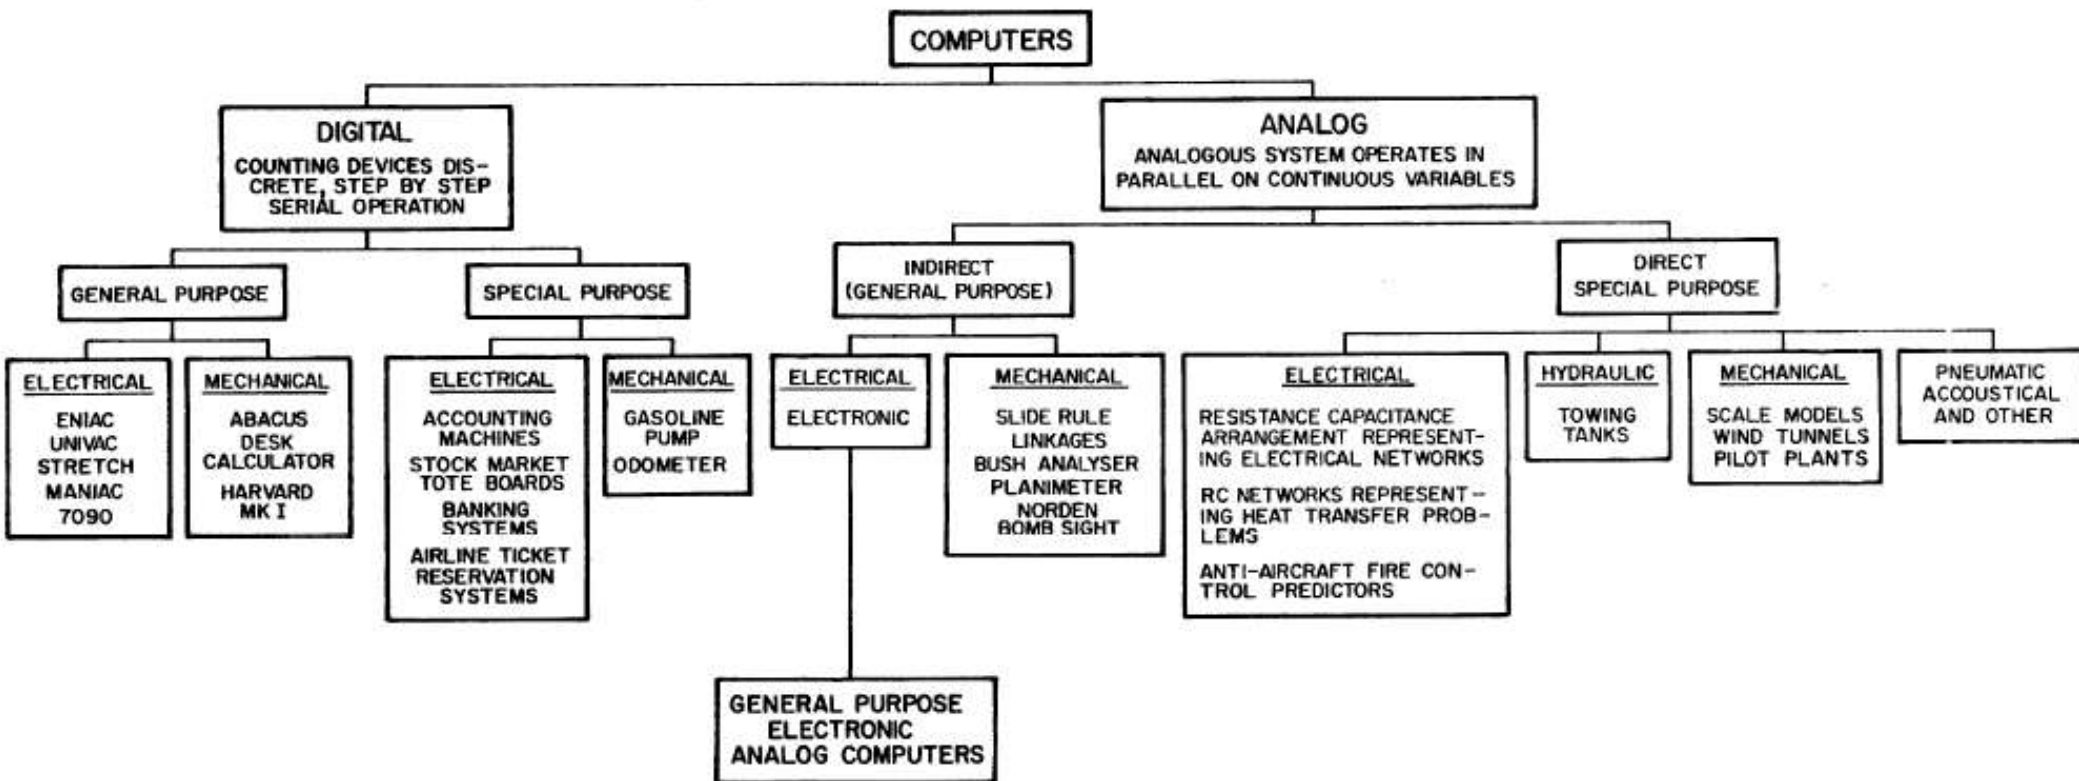 COMPUTERS
DIGITAL
COUNTING DEVICES DIS-
CRETE, STEP BY STEP
SERIAL OPERATION
ANALOG
ANALOGOUS SYSTEM OPERATES IN
PARALLEL ON CONTINUOUS VARIABLES
GENERAL PURPOSE
SPECIAL PURPOSE
INDIRECT
(GENERAL PURPOSE)
DIRECT
SPECIAL PURPOSE
ELECTRICAL
ENIAC
UNIVAC
STRETCH
MANIAC
7090
MECHANICAL
ABACUS
DESK
CALCULATOR
HARVARD
MK I
ELECTRICAL
ACCOUNTING
MACHINES
STOCK MARKET
TOTE BOARDS
BANKING
SYSTEMS
AIRLINE TICKET
RESERVATION
SYSTEMS
MECHANICAL
GASOLINE
PUMP
ODOMETER
ELECTRICAL
ELECTRONIC
MECHANICAL
SLIDE RULE
LINKAGES
BUSH ANALYSER
PLANIMETER
NORDEN
BOMB SIGHT
ELECTRICAL
RESISTANCE CAPACITANCE
ARRANGEMENT REPRESENT-
ING ELECTRICAL NETWORKS
RC NETWORKS REPRESENT-
ING HEAT TRANSFER PROB-
LEMS
ANTI-AIRCRAFT FIRE CON-
TROL PREDICTORS
HYDRAULIC
TOWING
TANKS
MECHANICAL
SCALE MODELS
WIND TUNNELS
PILOT PLANTS
PNEUMATIC
ACCOUSTICAL
AND OTHER
GENERAL PURPOSE
ELECTRONIC
ANALOG COMPUTERS